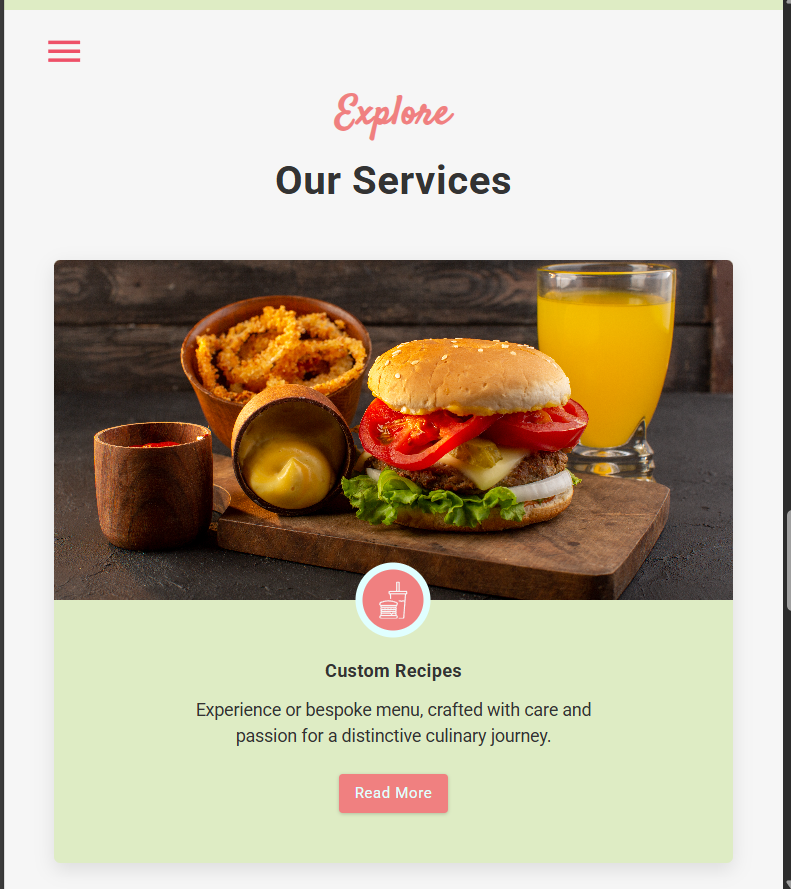 Explore
Our Services
Custom Recipes
Experience or bespoke menu, crafted with care and
passion for a distinctive culinary journey.
Read More